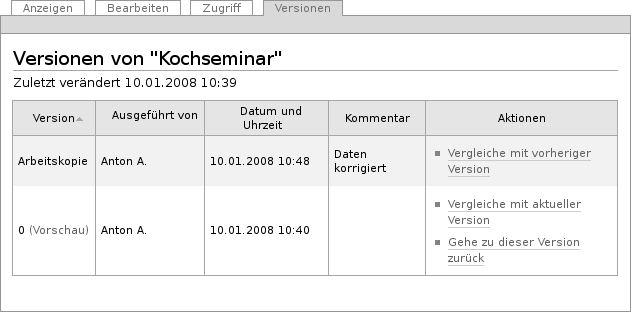 Anzeigen Bearbeiten Zugriff Versionen
Versionen von "Kochseminar"
Zuletzt verändert 10.01.2008 10:39
Version Ausgeführt von Datum und Uhrzeit Kommentar Aktionen
Arbeitskopie Anton A. 10.01.2008 10:48 Daten korrigiert Vergleiche mit vorheriger
Version
0 (Vorschau) Anton A. 10.01.2008 10:40 Vergleiche mit aktueller
Version
Gehe zu dieser Version
zurück